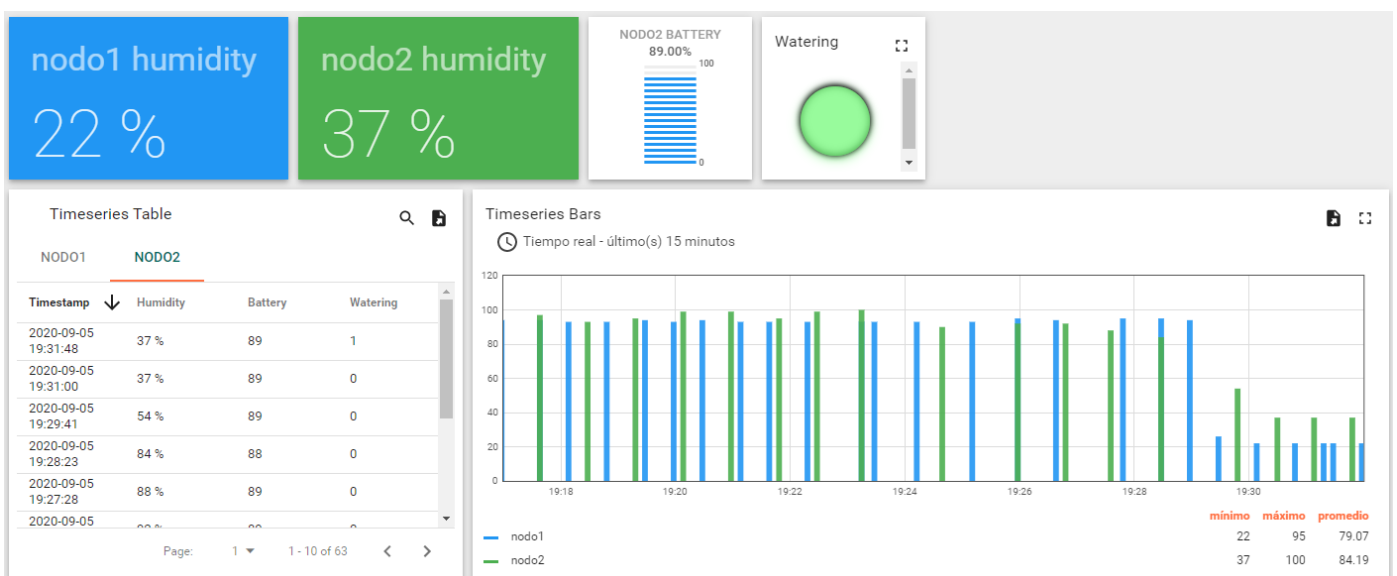 nodo1 humidity
22 %
nodo2 humidity
37 %
NODO2 BATTERY
89.00%
100
0
Watering
Timeseries Table
NODO1 NODO2
Timestamp Humidity Battery Watering
2020-09-05
19:31:48 37 % 89 1
2020-09-05
19:31:00 37 % 89 0
2020-09-05
19:29:41 54 % 89 0
2020-09-05
19:28:23 84 % 88 0
2020-09-05
19:27:28 88 % 89 0
2020-09-05
Page: 1 1 - 10 of 63
Timeseries Bars
Tiempo real - último(s) 15 minutos
120
100
80
60
40
20
0
19:18 19:20 19:22 19:24 19:26 19:28 19:30
mínimo máximo promedio
nodo1 22 95 79.07
nodo2 37 100 84.19